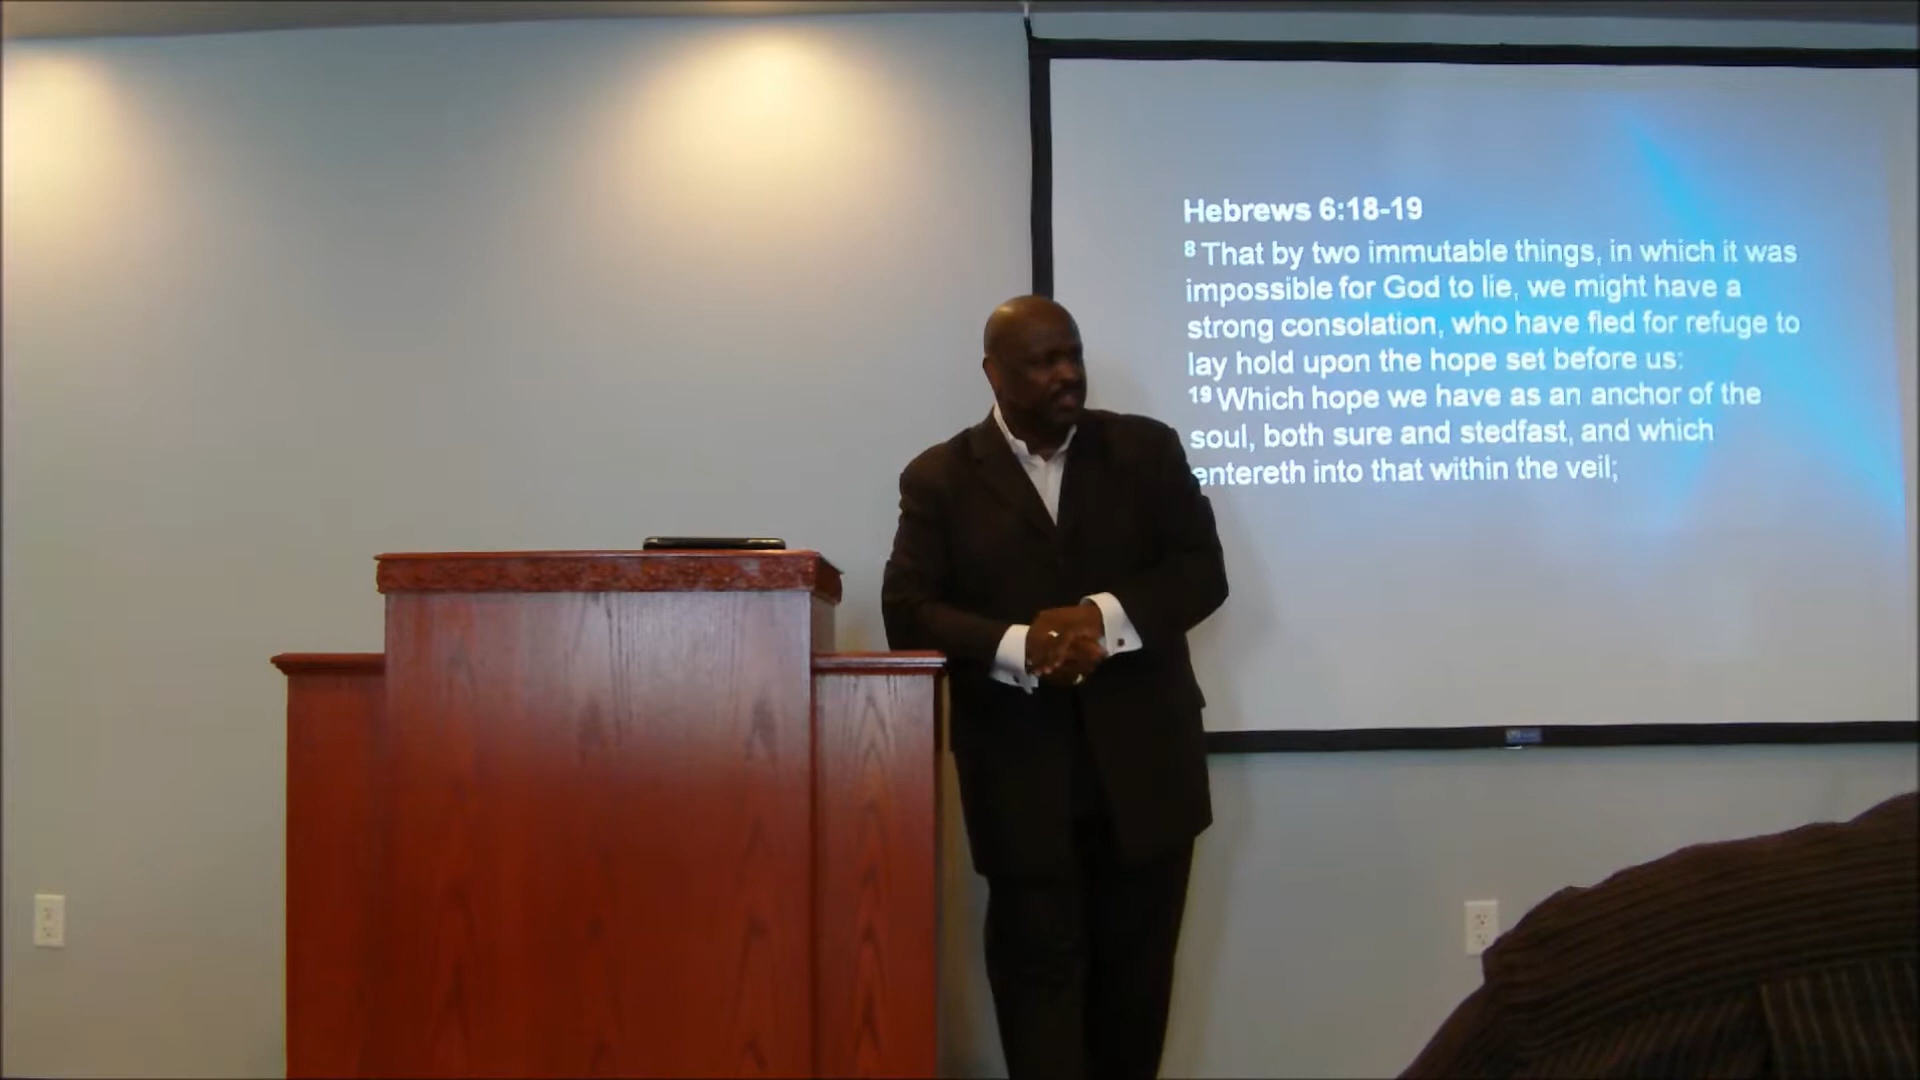 Hebrews 6:18-19
8 That by two immutable things, in which it was
impossible for God to lie, we might have a
strong consolation, who have fled for refuge to
lay hold upon the hope set before us:
19 Which hope we have as an anchor of the
soul, both sure and stedfast, and which
entereth into that within the veil;